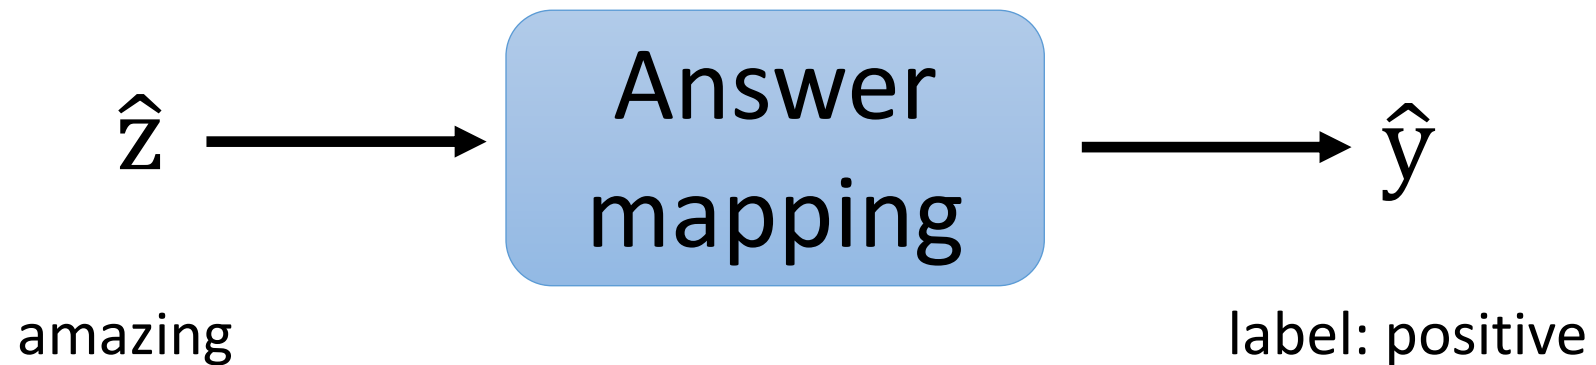 ẑ
Answer
mapping
ŷ
amazing
label: positive